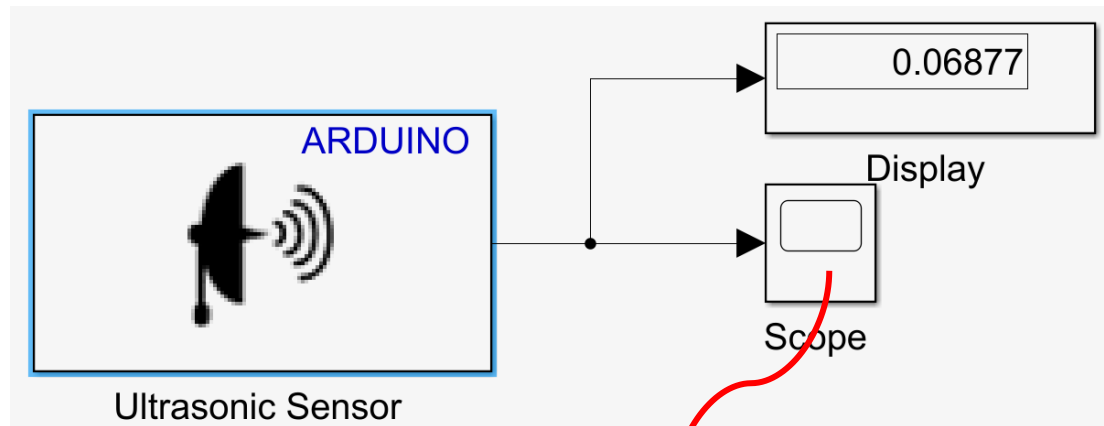 0.06877
ARDUINO
Display
Scope
Ultrasonic Sensor